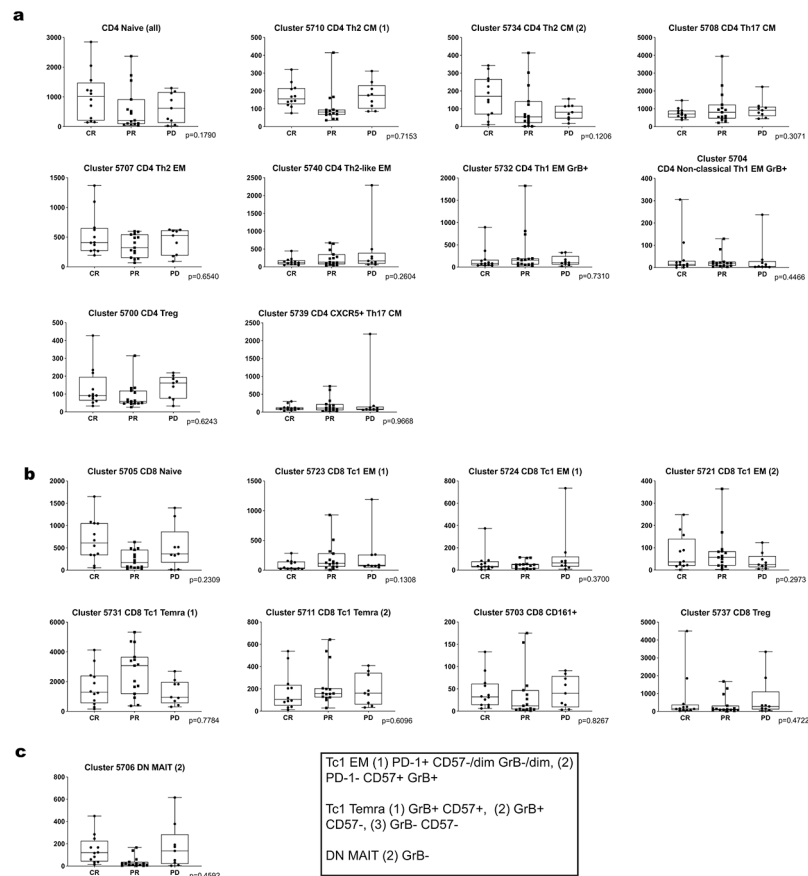 a
CD4 Naive (all)
3000
2000
1000
0
CR PR PD
p=0.1790
Cluster 5710 CD4 Th2 CM (1)
500
400
300
200
100
0
CR PR PD
p=0.7153
Cluster 5734 CD4 Th2 CM (2)
500
400
300
200
100
0
CR PR PD
p=0.1206
Cluster 5708 CD4 Th17 CM
5000
4000
3000
2000
1000
0
CR PR PD
p=0.3071
Cluster 5707 CD4 Th2 EM
1500
1000
500
0
CR PR PD
p=0.6540
Cluster 5740 CD4 Th2-like EM
2500
2000
1500
1000
500
0
CR PR PD
p=0.2604
Cluster 5732 CD4 Th1 EM GrB+
2000
1500
1000
500
0
CR PR PD
p=0.7310
Cluster 5704
CD4 Non-classical Th1 EM GrB+
400
300
200
100
0
CR PR PD
p=0.4466
Cluster 5700 CD4 Treg
500
400
300
200
100
0
CR PR PD
p=0.6243
Cluster 5739 CD4 CXCR5+ Th17 CM
2500
2000
1500
1000
500
0
CR PR PD
p=0.9668
b
Cluster 5705 CD8 Naive
2000
1500
1000
500
0
CR PR PD
p=0.2309
Cluster 5723 CD8 Tc1 EM (1)
1500
1000
500
0
CR PR PD
p=0.1308
Cluster 5724 CD8 Tc1 EM (1)
800
600
400
200
0
CR PR PD
p=0.3700
Cluster 5721 CD8 Tc1 EM (2)
400
300
200
100
0
CR PR PD
p=0.2973
Cluster 5731 CD8 Tc1 Temra (1)
6000
4000
2000
0
CR PR PD
p=0.7784
Cluster 5711 CD8 Tc1 Temra (2)
800
600
400
200
0
CR PR PD
p=0.6096
Cluster 5703 CD8 CD161+
200
150
100
50
0
CR PR PD
p=0.8267
Cluster 5737 CD8 Treg
5000
4000
3000
2000
1000
0
CR PR PD
p=0.4722
c
Cluster 5706 DN MAIT (2)
800
600
400
200
0
CR PR PD
p=0.4592
Tc1 EM (1) PD-1+ CD57-/dim GrB-/dim, (2)
PD-1- CD57+ GrB+
Tc1 Temra (1) GrB+ CD57+, (2) GrB+
CD57-, (3) GrB- CD57-
DN MAIT (2) GrB-